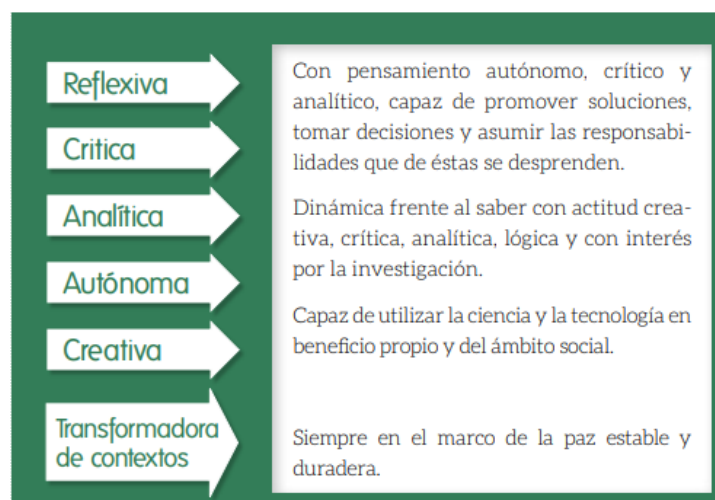 Reflexiva
Critica
Analítica
Autónoma
Creativa
Transformadora
de contextos
Con pensamiento autónomo, crítico y
analítico, capaz de promover soluciones,
tomar decisiones y asumir las responsabi-
lidades que de éstas se desprenden.
Dinámica frente al saber con actitud crea-
tiva, crítica, analítica, lógica y con interés
por la investigación.
Capaz de utilizar la ciencia y la tecnología en
beneficio propio y del ámbito social.
Siempre en el marco de la paz estable y
duradera.